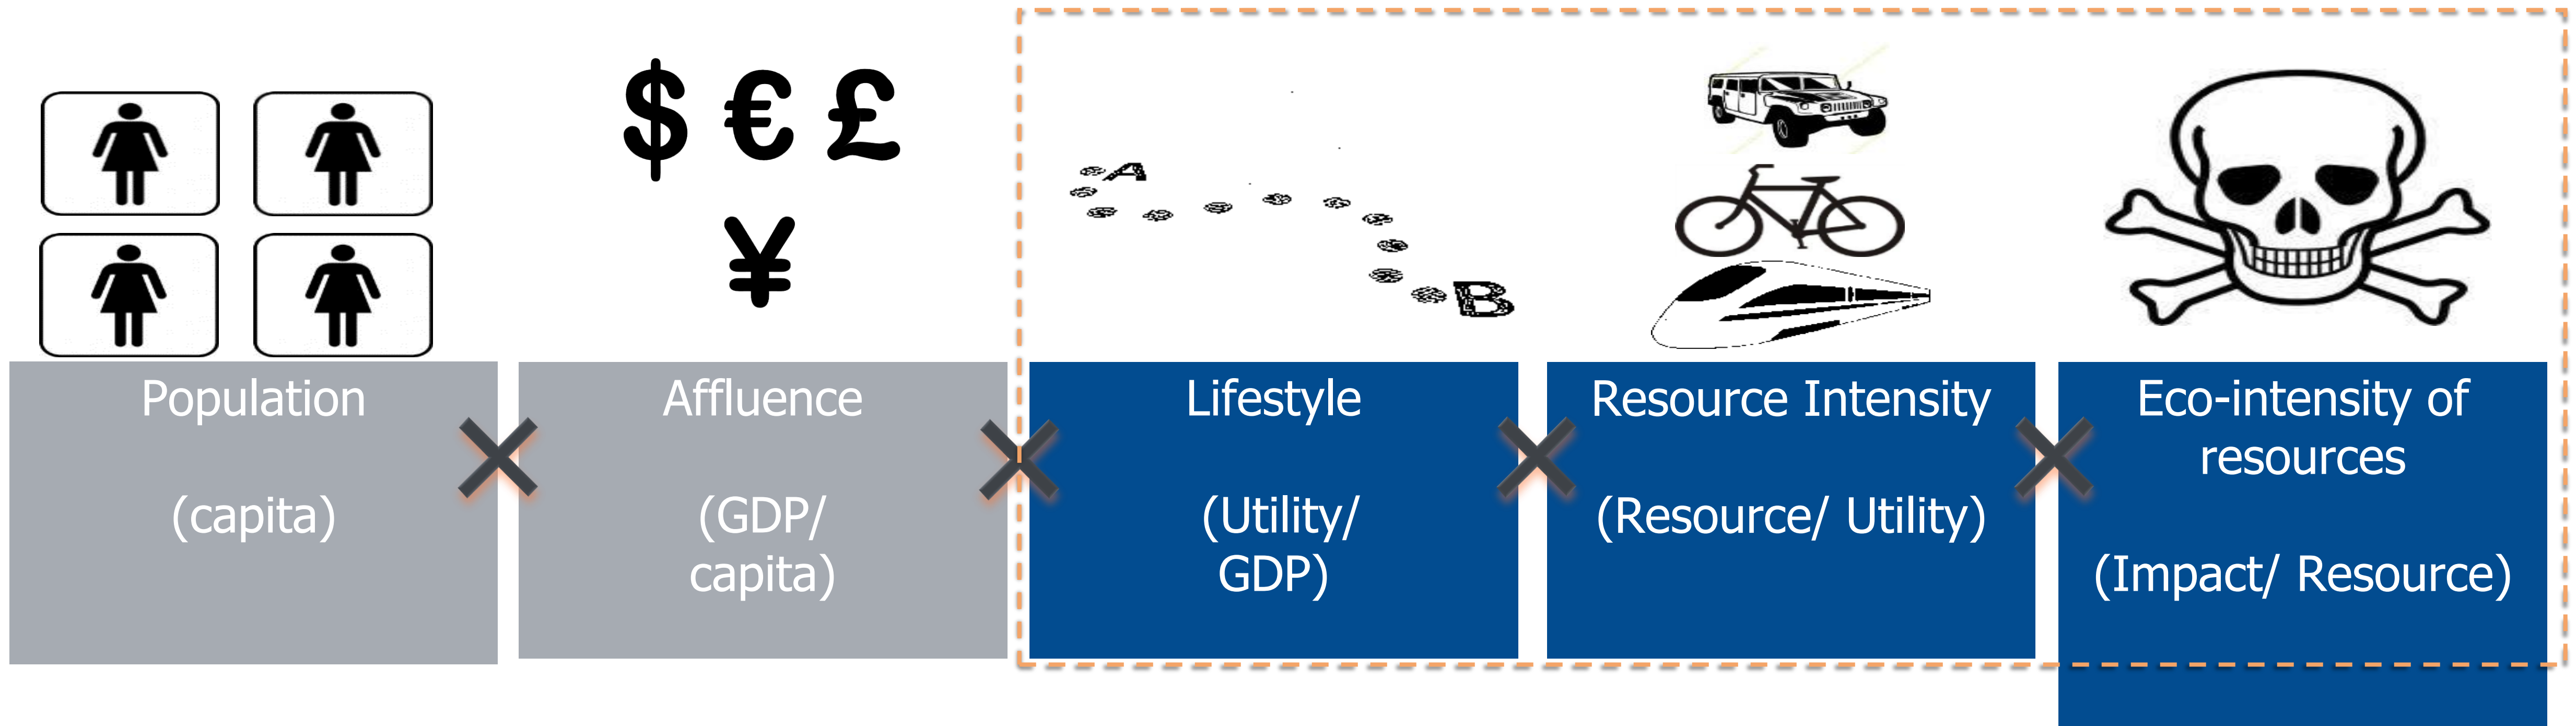 $ € £
¥
A
B
Population
(capita)
Affluence
(GDP/
capita)
Lifestyle
(Utility/
GDP)
Resource Intensity
(Resource/ Utility)
Eco-intensity of
resources
(Impact/ Resource)